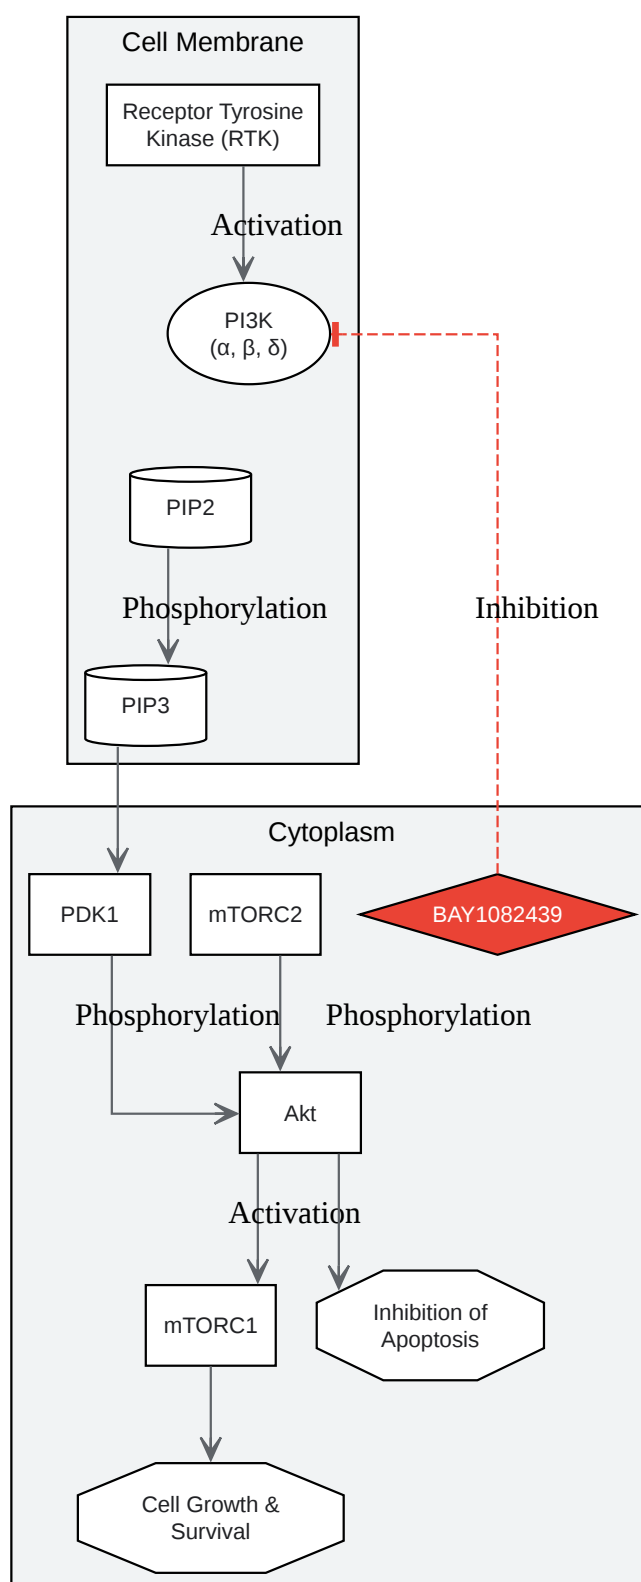 Cell Membrane
Receptor Tyrosine
Kinase (RTK)
Activation
PI3K
(α, β, δ)
PIP2
Phosphorylation
Inhibition
PIP3
Cytoplasm
PDK1
mTORC2
BAY1082439
Phosphorylation
Phosphorylation
Akt
Activation
mTORC1
Inhibition of
Apoptosis
Cell Growth &
Survival